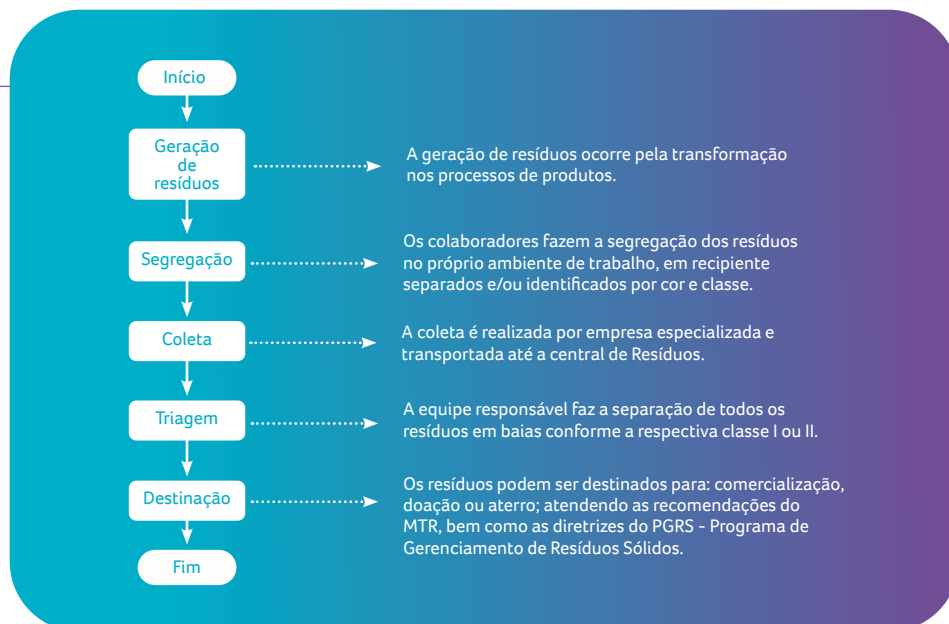 Início
Geração
de
resíduos
A geração de resíduos ocorre pela transformação
nos processos de produtos.
Segregação
Os colaboradores fazem a segregação dos resíduos
no próprio ambiente de trabalho, em recipiente
separados e/ou identificados por cor e classe.
Coleta
A coleta é realizada por empresa especializada e
transportada até a central de Resíduos.
Triagem
A equipe responsável faz a separação de todos os
resíduos em baias conforme a respectiva classe I ou II.
Destinação
Os resíduos podem ser destinados para: comercialização,
doação ou aterro; atendendo as recomendações do
MTR, bem como as diretrizes do PGRS - Programa de
Gerenciamento de Resíduos Sólidos.
Fim